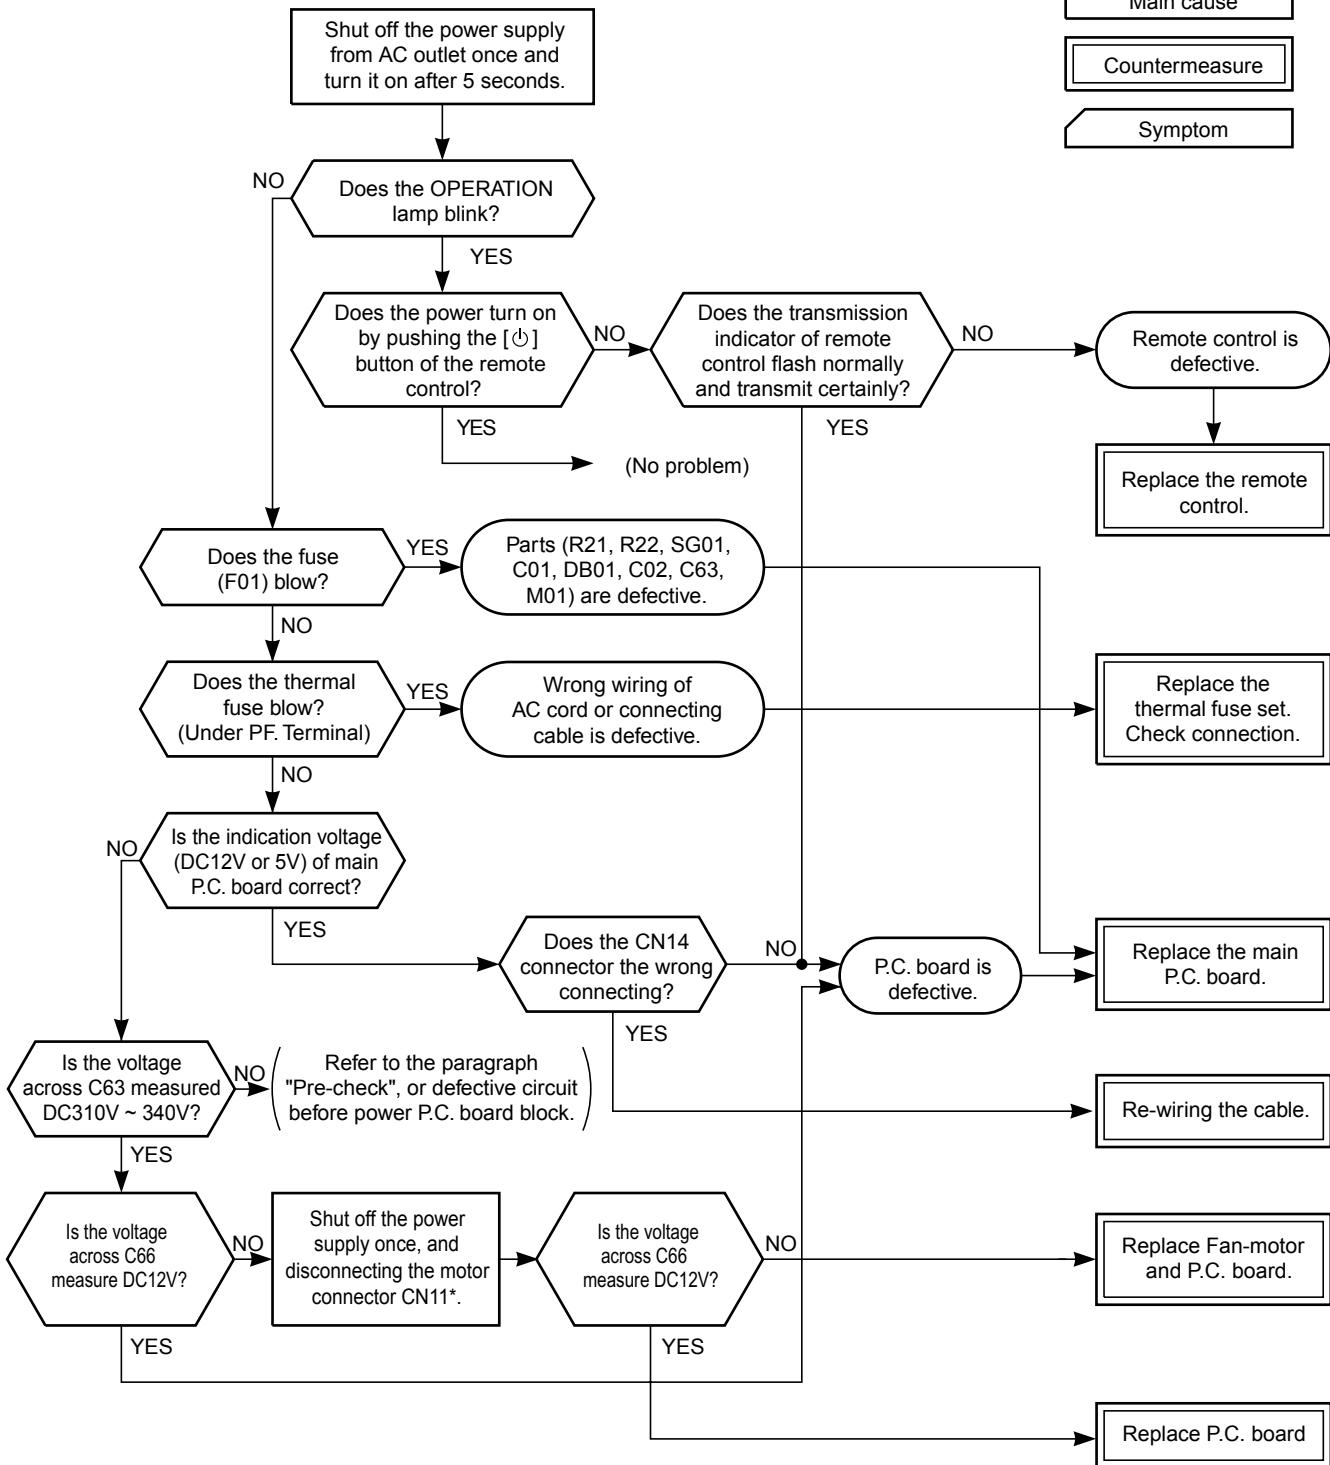 Main cause
Countermeasure
Symptom
Shut off the power supply
from AC outlet once and
turn it on after 5 seconds.
NO
Does the OPERATION
lamp blink?
YES
Does the power turn on
by pushing the [⏻]
button of the remote
control?
NO
Does the transmission
indicator of remote
control flash normally
and transmit certainly?
NO
Remote control is
defective.
YES
YES
(No problem)
Replace the remote
control.
Does the fuse
(F01) blow?
YES
Parts (R21, R22, SG01,
C01, DB01, C02, C63,
M01) are defective.
NO
Does the thermal
fuse blow?
(Under PF. Terminal)
YES
Wrong wiring of
AC cord or connecting
cable is defective.
Replace the
thermal fuse set.
Check connection.
NO
NO
Is the indication voltage
(DC12V or 5V) of main
P.C. board correct?
YES
Does the CN14
connector the wrong
connecting?
NO
P.C. board is
defective.
Replace the main
P.C. board.
YES
Is the voltage
across C63 measured
DC310V ~ 340V?
NO
Refer to the paragraph
"Pre-check", or defective circuit
before power P.C. board block.
Re-wiring the cable.
YES
Is the voltage
across C66
measure DC12V?
NO
Shut off the power
supply once, and
disconnecting the motor
connector CN11*.
Is the voltage
across C66
measure DC12V?
NO
Replace Fan-motor
and P.C. board.
YES
YES
Replace P.C. board